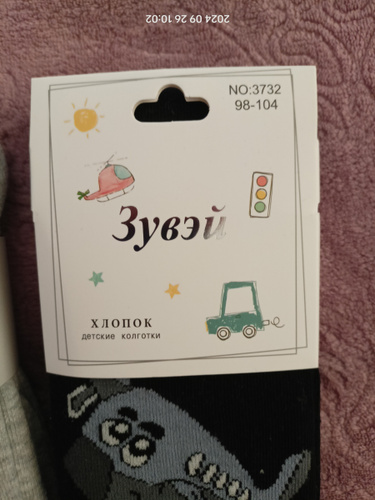 2024 09 26 10:02
NO:3732
98-104
Зувэй
ХЛОПОК
детские колготки